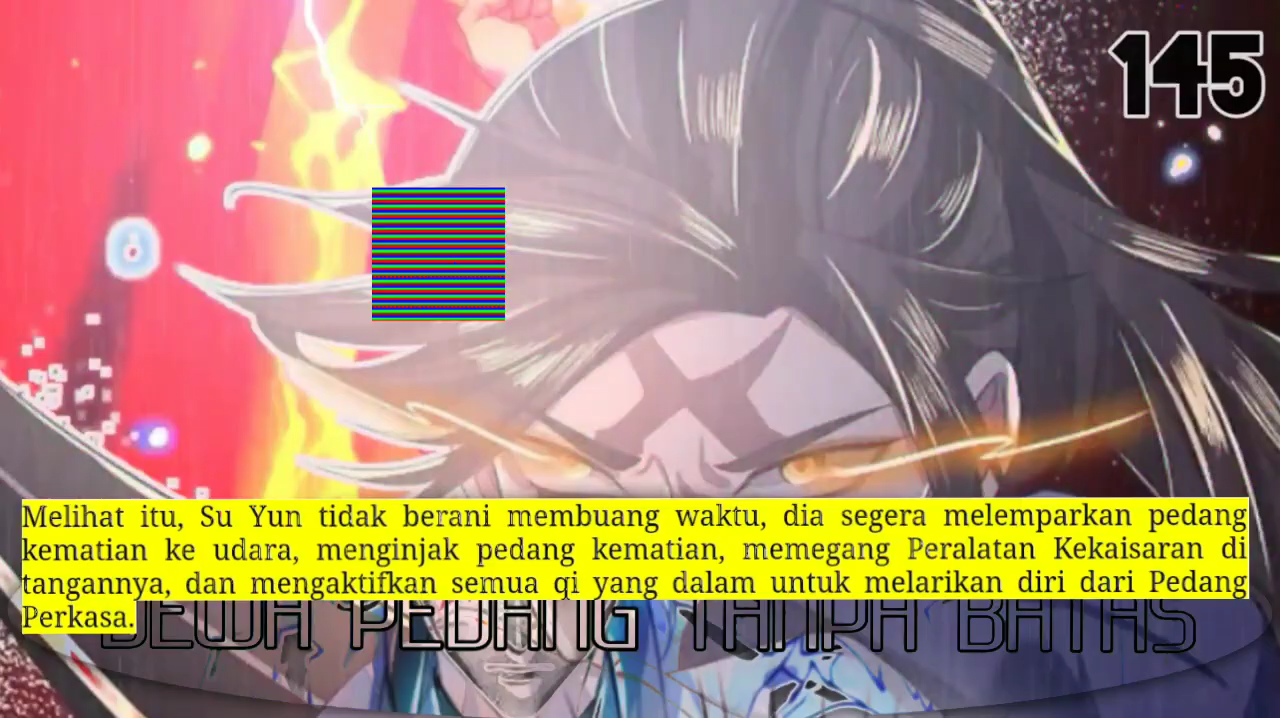 145
Melihat itu, Su Yun tidak berani membuang waktu, dia segera melemparkan pedang
kematian ke udara, menginjak pedang kematian, memegang Peralatan Kekaisaran di
tangannya, dan mengaktifkan semua qi yang dalam untuk melarikan diri dari Pedang
Perkasa.
DEWA PEDANG TANPA BATAS